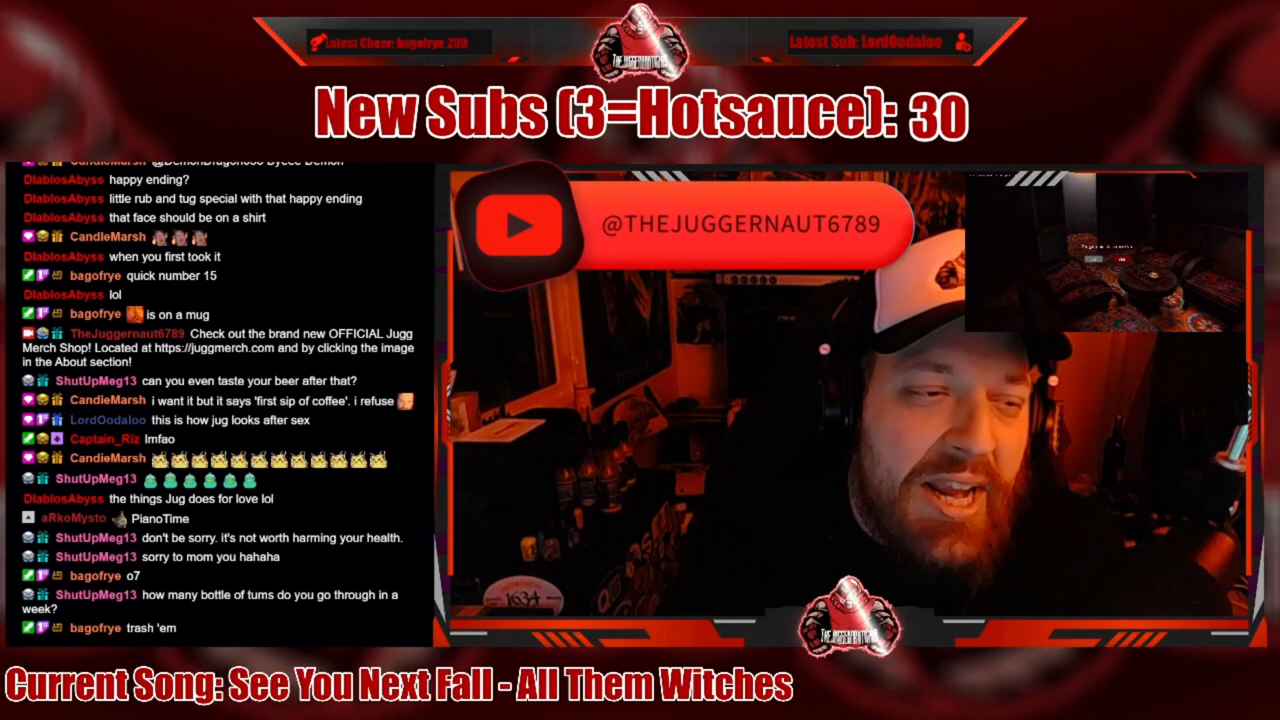 Latest Cheer: bagofrye 200
Latest Sub: LordOodaloo
New Subs (3=Hotsauce): 30
CandieMarsh @DemonDragon656 Byeee Demon
DiablosAbyss happy ending?
DiablosAbyss little rub and tug special with that happy ending
DiablosAbyss that face should be on a shirt
CandieMarsh
DiablosAbyss when you first took it
bagofrye quick number 15
DiablosAbyss lol
bagofrye is on a mug
TheJuggernaut6789 Check out the brand new OFFICIAL Jugg
Merch Shop! Located at https://juggmerch.com and by clicking the image
in the About section!
ShutUpMeg13 can you even taste your beer after that?
CandieMarsh i want it but it says 'first sip of coffee'. i refuse
LordOodaloo this is how jug looks after sex
Captain_Riz lmfao
CandieMarsh
ShutUpMeg13
DiablosAbyss the things Jug does for love lol
aRkoMysto PianoTime
ShutUpMeg13 don't be sorry. it's not worth harming your health.
ShutUpMeg13 sorry to mom you hahaha
bagofrye o7
ShutUpMeg13 how many bottle of tums do you go through in a
week?
bagofrye trash 'em
@THEJUGGERNAUT6789
1634
Current Song: See You Next Fall - All Them Witches